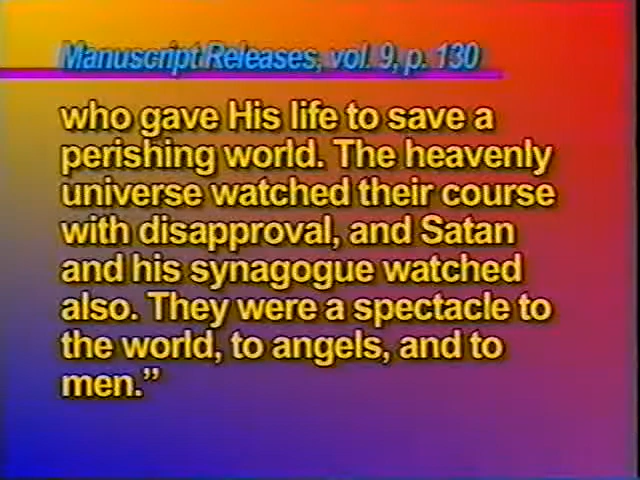 Manuscript Releases, vol. 9, p. 130
who gave His life to save a
perishing world. The heavenly
universe watched their course
with disapproval, and Satan
and his synagogue watched
also. They were a spectacle to
the world, to angels, and to
men.”